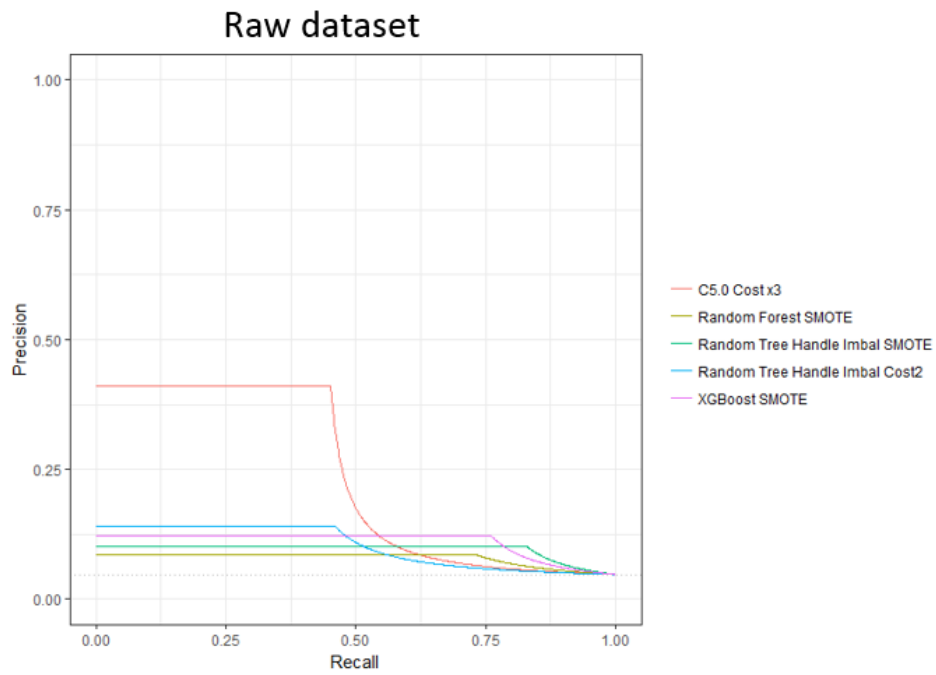 Raw dataset
1.00
0.75
0.50
0.25
0.00
Precision
0.00 0.25 0.50 0.75 1.00
Recall
C5.0 Cost x3
Random Forest SMOTE
Random Tree Handle Imbal SMOTE
Random Tree Handle Imbal Cost2
XGBoost SMOTE